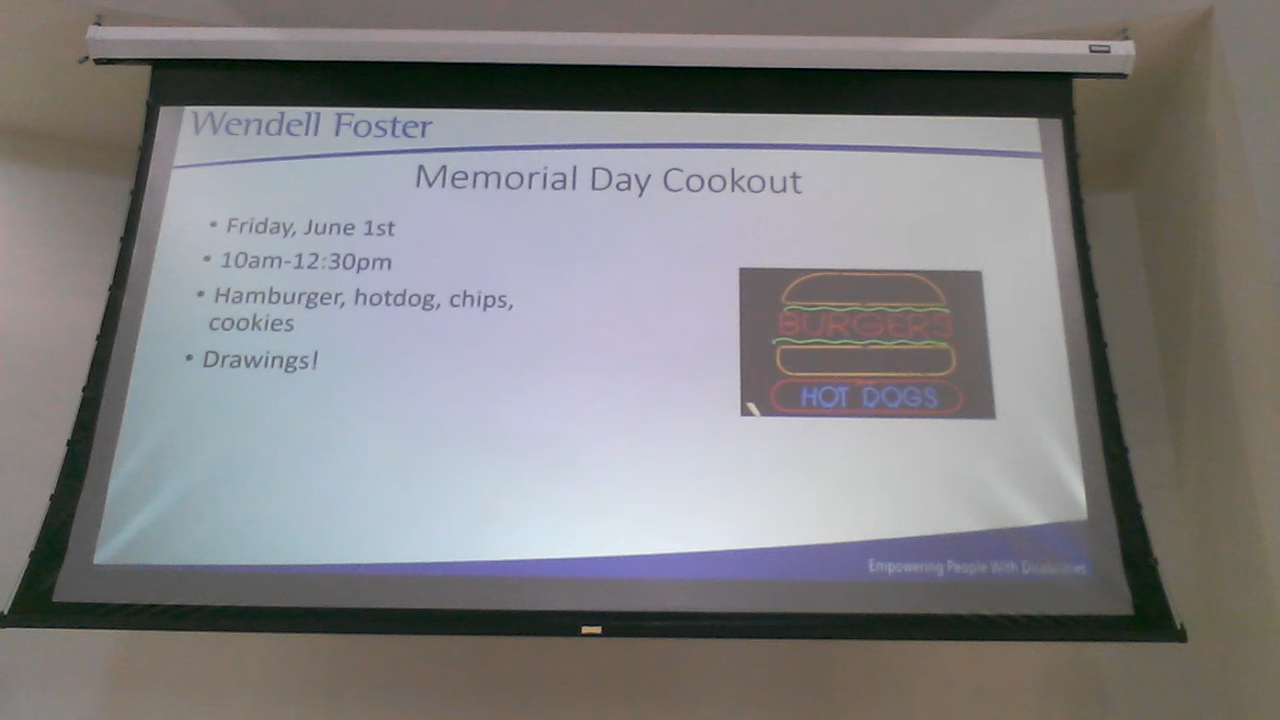 Wendell Foster
Memorial Day Cookout
• Friday, June 1st
• 10am-12:30pm
• Hamburger, hotdog, chips,
cookies
• Drawings!
BURGERS
HOT DOGS
Empowering People With Disabilities